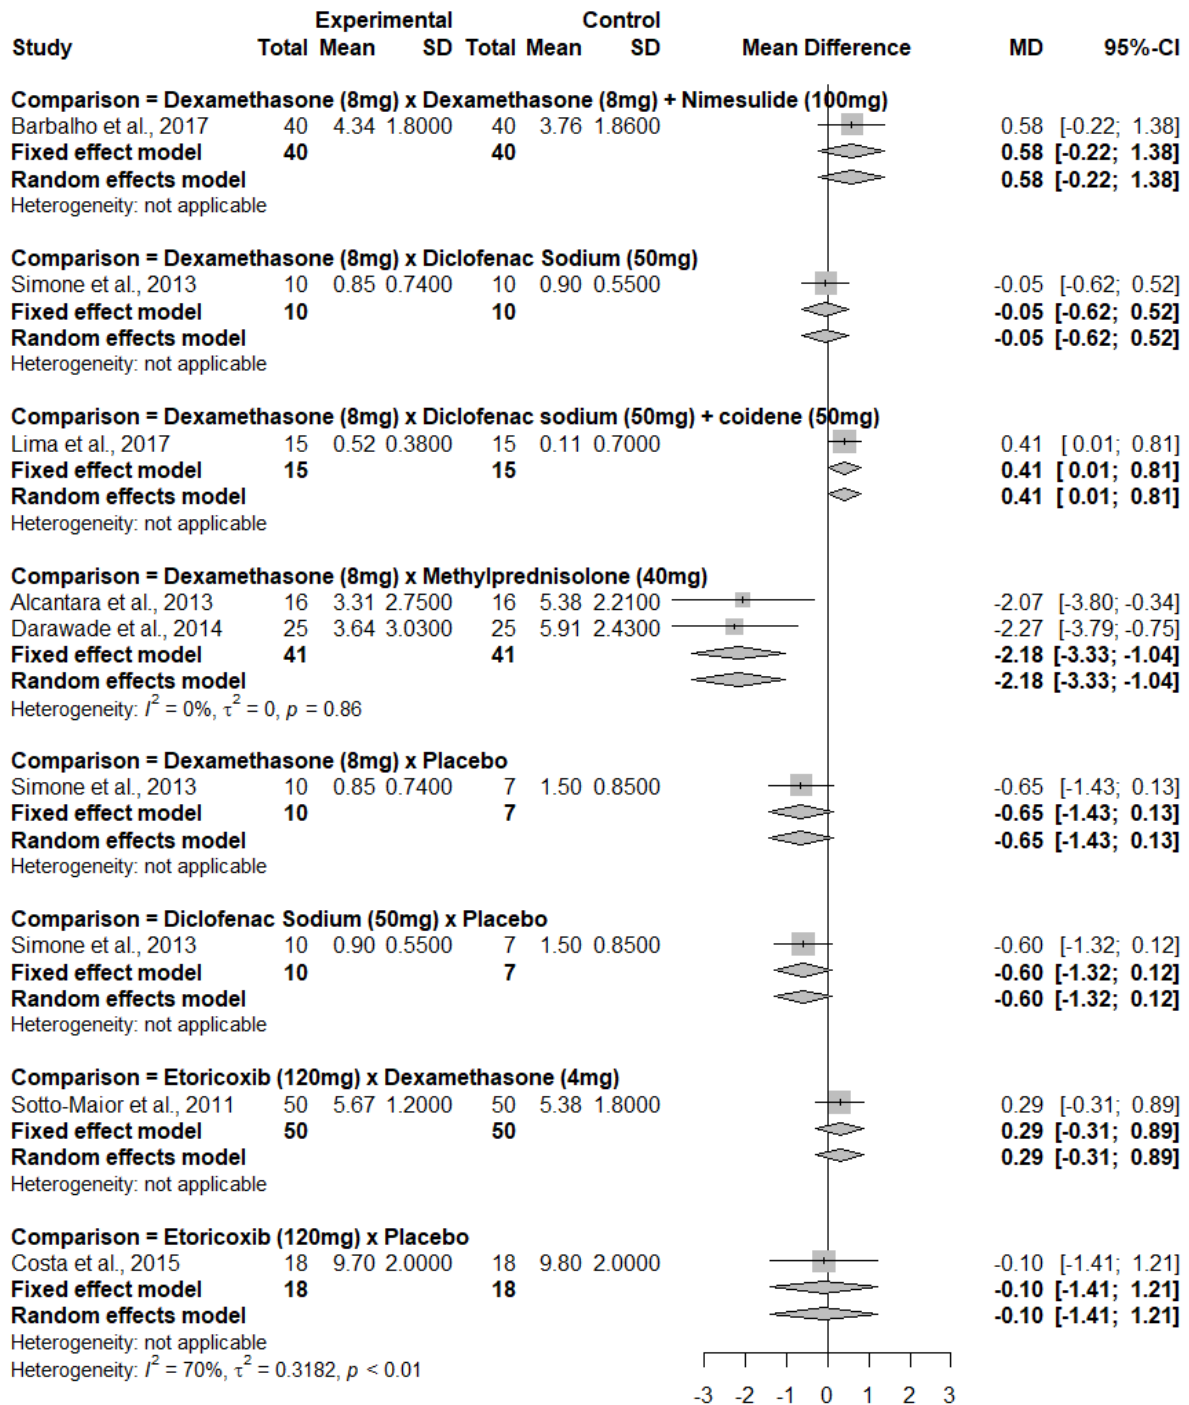 Experimental Control
Study Total Mean SD Total Mean SD Mean Difference MD 95%-CI
Comparison = Dexamethasone (8mg) x Dexamethasone (8mg) + Nimesulide (100mg)
Barbalho et al., 2017 40 4.34 1.8000 40 3.76 1.8600 0.58 [-0.22; 1.38]
Fixed effect model 40 40 0.58 [-0.22; 1.38]
Random effects model 0.58 [-0.22; 1.38]
Heterogeneity: not applicable
Comparison = Dexamethasone (8mg) x Diclofenac Sodium (50mg)
Simone et al., 2013 10 0.85 0.7400 10 0.90 0.5500 -0.05 [-0.62; 0.52]
Fixed effect model 10 10 -0.05 [-0.62; 0.52]
Random effects model -0.05 [-0.62; 0.52]
Heterogeneity: not applicable
Comparison = Dexamethasone (8mg) x Diclofenac sodium (50mg) + coidene (50mg)
Lima et al., 2017 15 0.52 0.3800 15 0.11 0.7000 0.41 [ 0.01; 0.81]
Fixed effect model 15 15 0.41 [ 0.01; 0.81]
Random effects model 0.41 [ 0.01; 0.81]
Heterogeneity: not applicable
Comparison = Dexamethasone (8mg) x Methylprednisolone (40mg)
Alcantara et al., 2013 16 3.31 2.7500 16 5.38 2.2100 -2.07 [-3.80; -0.34]
Darawade et al., 2014 25 3.64 3.0300 25 5.91 2.4300 -2.27 [-3.79; -0.75]
Fixed effect model 41 41 -2.18 [-3.33; -1.04]
Random effects model -2.18 [-3.33; -1.04]
Heterogeneity: I² = 0%, τ² = 0, p = 0.86
Comparison = Dexamethasone (8mg) x Placebo
Simone et al., 2013 10 0.85 0.7400 7 1.50 0.8500 -0.65 [-1.43; 0.13]
Fixed effect model 10 7 -0.65 [-1.43; 0.13]
Random effects model -0.65 [-1.43; 0.13]
Heterogeneity: not applicable
Comparison = Diclofenac Sodium (50mg) x Placebo
Simone et al., 2013 10 0.90 0.5500 7 1.50 0.8500 -0.60 [-1.32; 0.12]
Fixed effect model 10 7 -0.60 [-1.32; 0.12]
Random effects model -0.60 [-1.32; 0.12]
Heterogeneity: not applicable
Comparison = Etoricoxib (120mg) x Dexamethasone (4mg)
Sotto-Maior et al., 2011 50 5.67 1.2000 50 5.38 1.8000 0.29 [-0.31; 0.89]
Fixed effect model 50 50 0.29 [-0.31; 0.89]
Random effects model 0.29 [-0.31; 0.89]
Heterogeneity: not applicable
Comparison = Etoricoxib (120mg) x Placebo
Costa et al., 2015 18 9.70 2.0000 18 9.80 2.0000 -0.10 [-1.41; 1.21]
Fixed effect model 18 18 -0.10 [-1.41; 1.21]
Random effects model -0.10 [-1.41; 1.21]
Heterogeneity: not applicable
Heterogeneity: I² = 70%, τ² = 0.3182, p < 0.01
-3 -2 -1 0 1 2 3